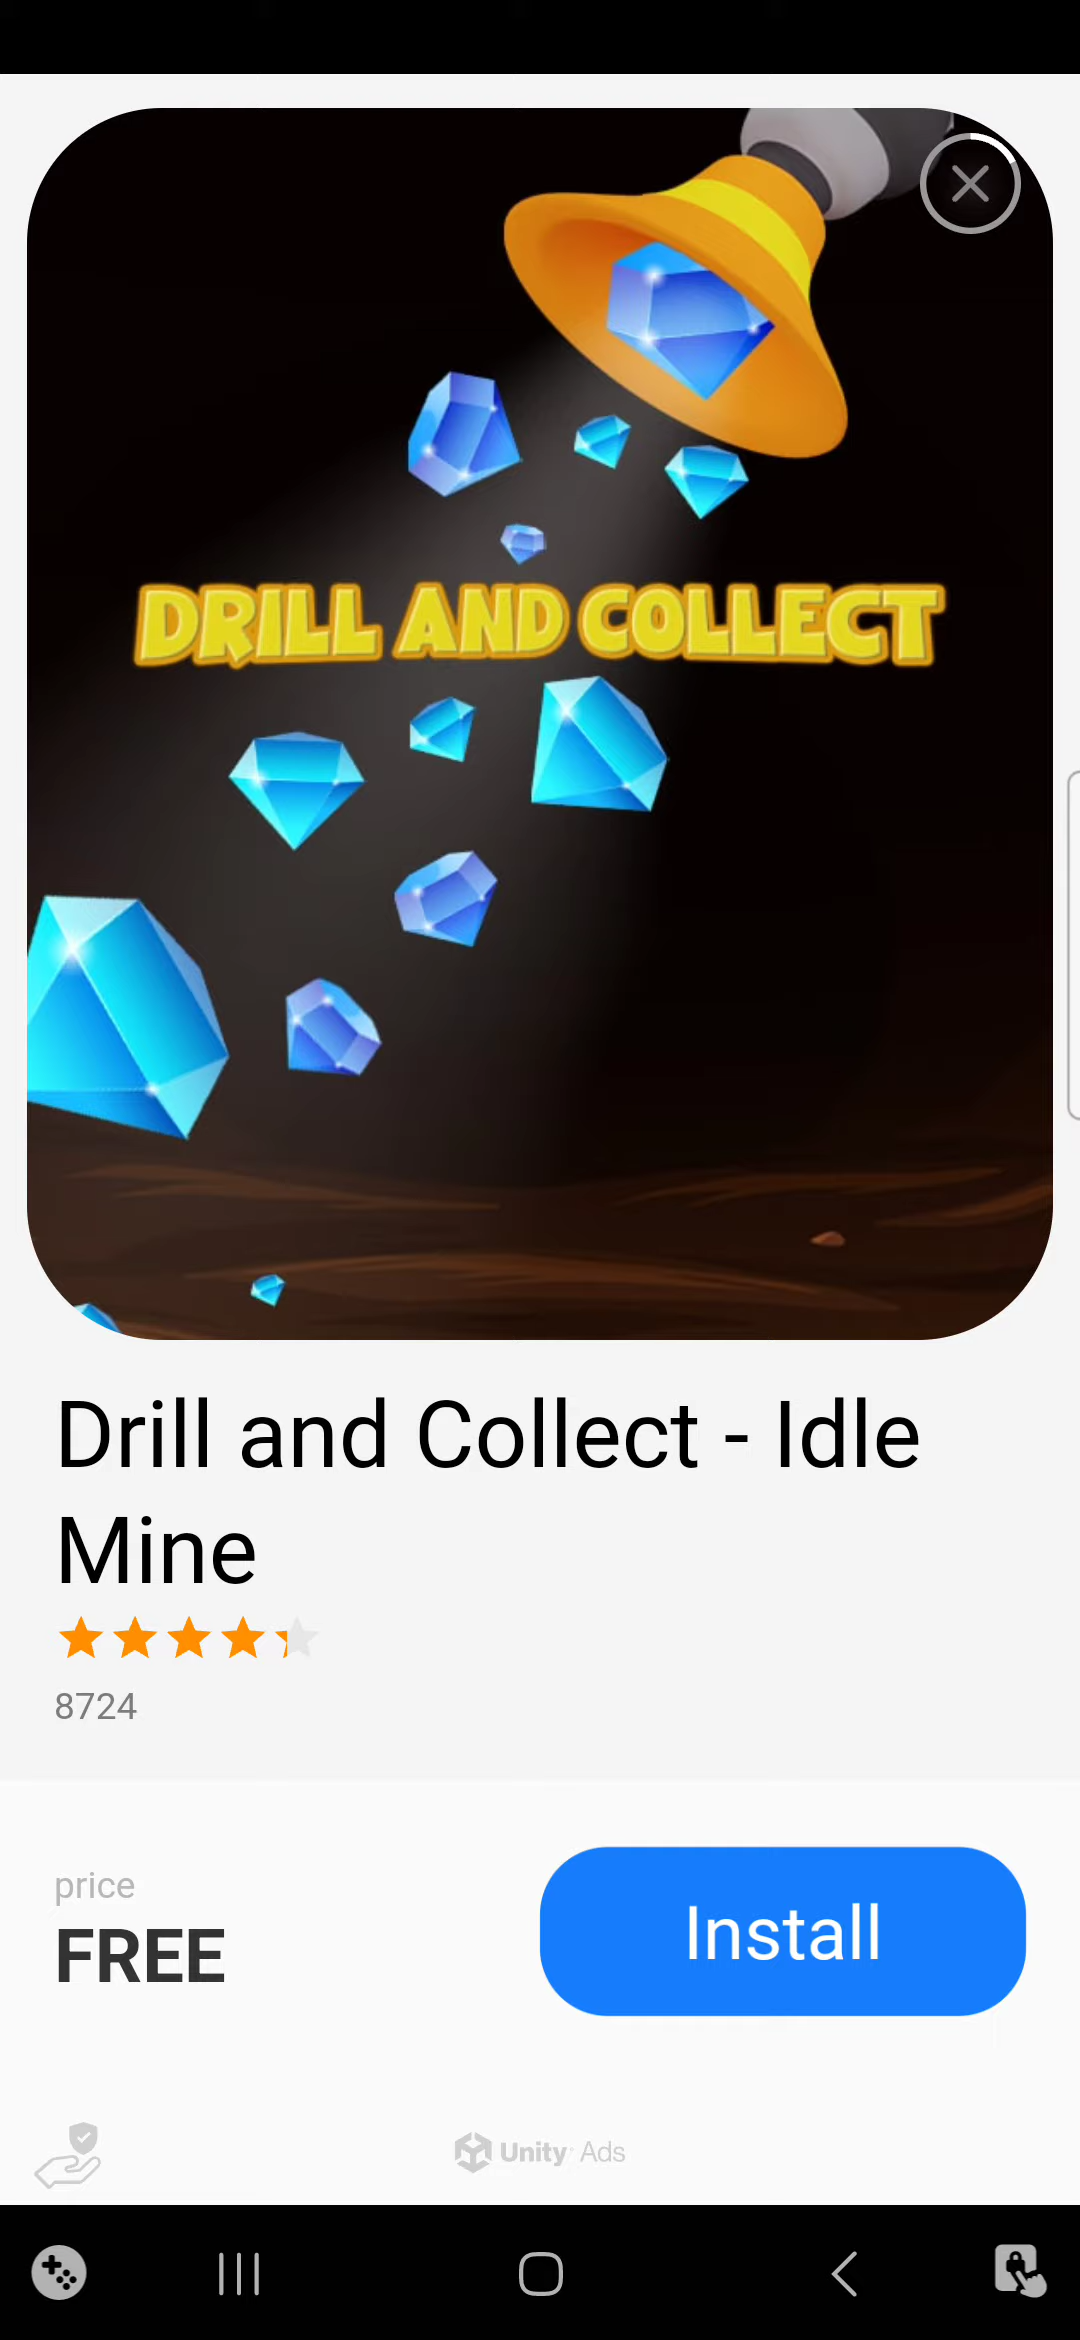 DRILL AND COLLECT
Drill and Collect - Idle
Mine
8724
price
FREE
Install
Unity Ads